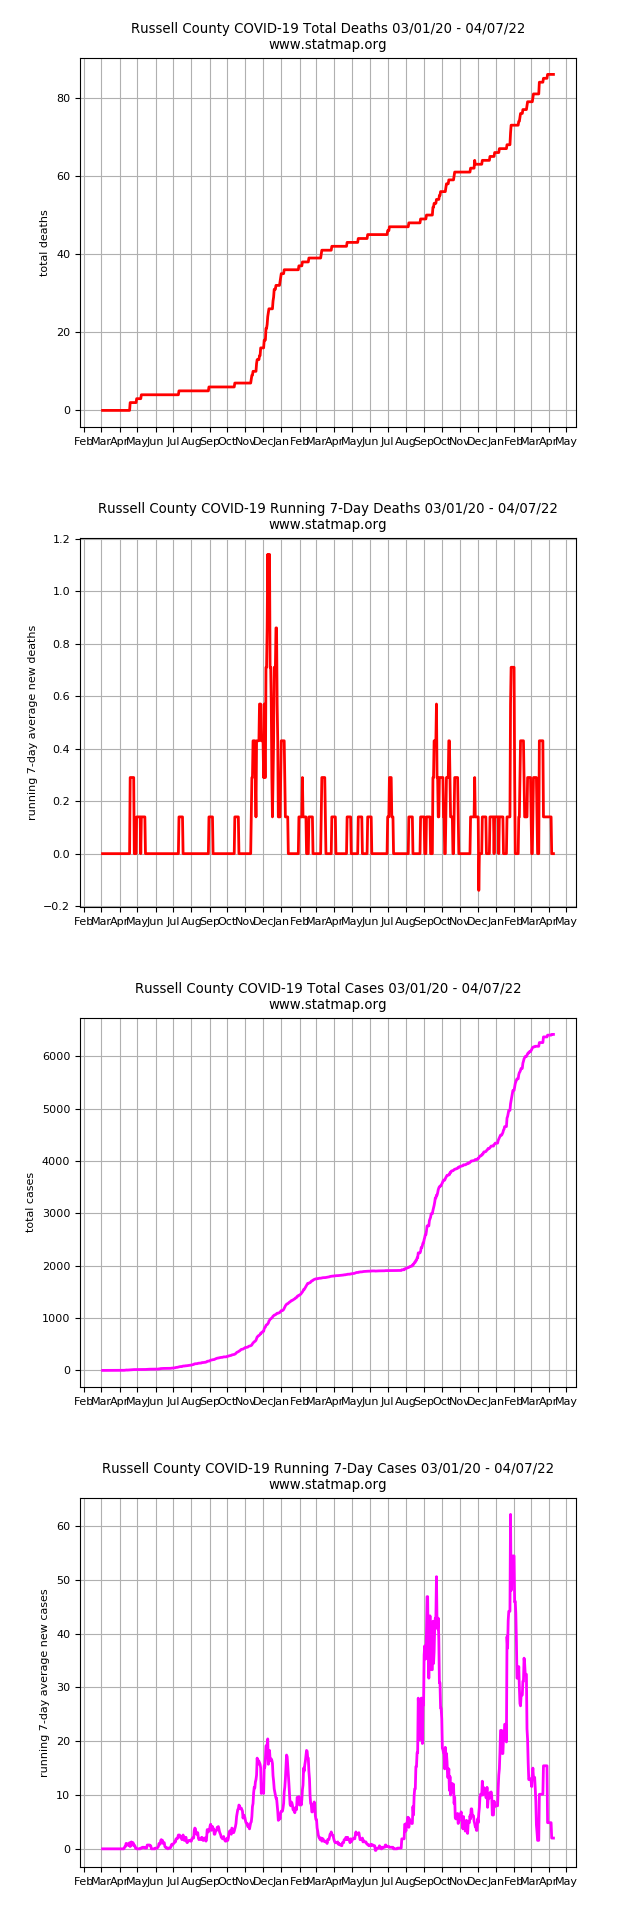 Russell County COVID-19 Total Deaths 03/01/20 - 04/07/22
www.statmap.org
total deaths
80
60
40
20
0
Feb Mar Apr May Jun Jul Aug Sep Oct Nov Dec Jan Feb Mar Apr May Jun Jul Aug Sep Oct Nov Dec Jan Feb Mar Apr May
Russell County COVID-19 Running 7-Day Deaths 03/01/20 - 04/07/22
www.statmap.org
running 7-day average new deaths
1.2
1.0
0.8
0.6
0.4
0.2
0.0
−0.2
Feb Mar Apr May Jun Jul Aug Sep Oct Nov Dec Jan Feb Mar Apr May Jun Jul Aug Sep Oct Nov Dec Jan Feb Mar Apr May
Russell County COVID-19 Total Cases 03/01/20 - 04/07/22
www.statmap.org
total cases
6000
5000
4000
3000
2000
1000
0
Feb Mar Apr May Jun Jul Aug Sep Oct Nov Dec Jan Feb Mar Apr May Jun Jul Aug Sep Oct Nov Dec Jan Feb Mar Apr May
Russell County COVID-19 Running 7-Day Cases 03/01/20 - 04/07/22
www.statmap.org
running 7-day average new cases
60
50
40
30
20
10
0
Feb Mar Apr May Jun Jul Aug Sep Oct Nov Dec Jan Feb Mar Apr May Jun Jul Aug Sep Oct Nov Dec Jan Feb Mar Apr May